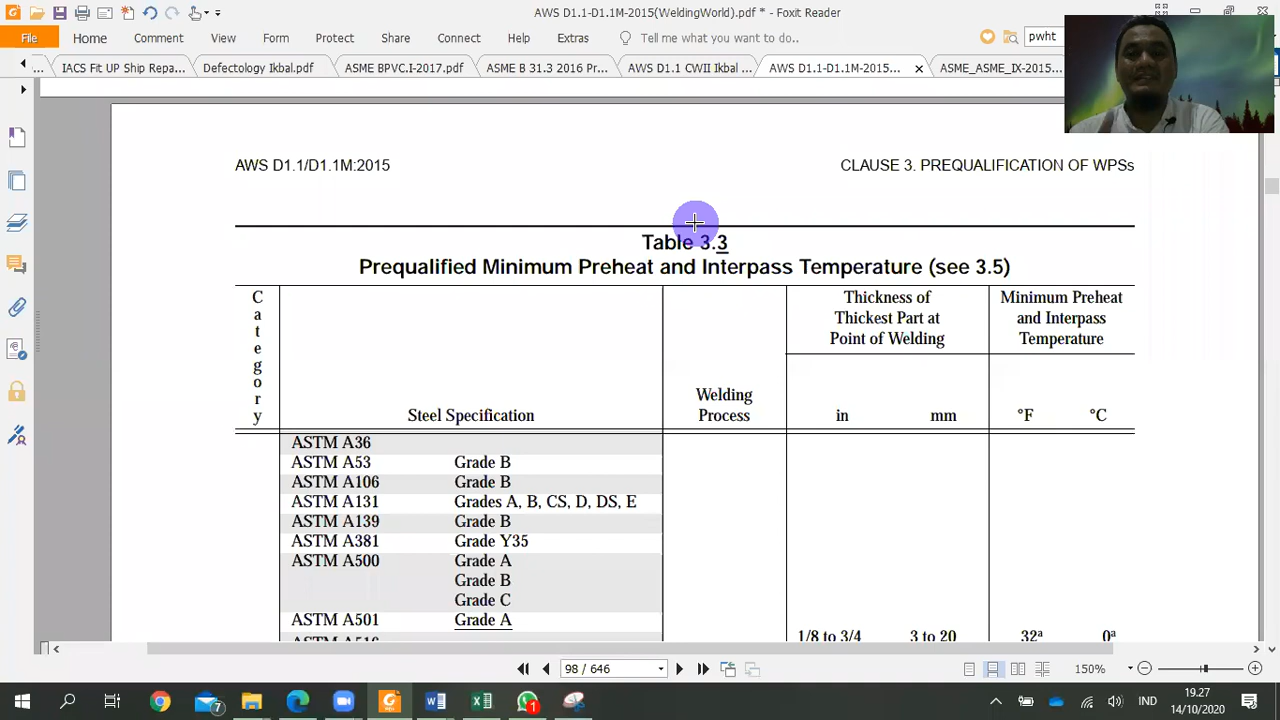 AWS D1.1-D1.1M-2015(WeldingWorld).pdf * - Foxit Reader
File Home Comment View Form Protect Share Connect Help Extras Tell me what you want to do.. pwht
... IACS Fit UP Ship Repa... Defectology Ikbal.pdf ASME BPVC.I-2017.pdf ASME B 31.3 2016 Pr... AWS D1.1 CWII Ikbal ... AWS D1.1-D1.1M-2015... ASME_ASME_IX-2015...
AWS D1.1/D1.1M:2015 CLAUSE 3. PREQUALIFICATION OF WPSs
Table 3.3
Prequalified Minimum Preheat and Interpass Temperature (see 3.5)
Category
Steel Specification
Welding
Process
Thickness of
Thickest Part at
Point of Welding
in mm
Minimum Preheat
and Interpass
Temperature
°F °C
ASTM A36
ASTM A53 Grade B
ASTM A106 Grade B
ASTM A131 Grades A, B, CS, D, DS, E
ASTM A139 Grade B
ASTM A381 Grade Y35
ASTM A500 Grade A
Grade B
Grade C
ASTM A501 Grade A
ASTM A516
1/8 to 3/4 3 to 20 32ª 0ª
98 / 646 150%
7 1 IND 19.27
14/10/2020